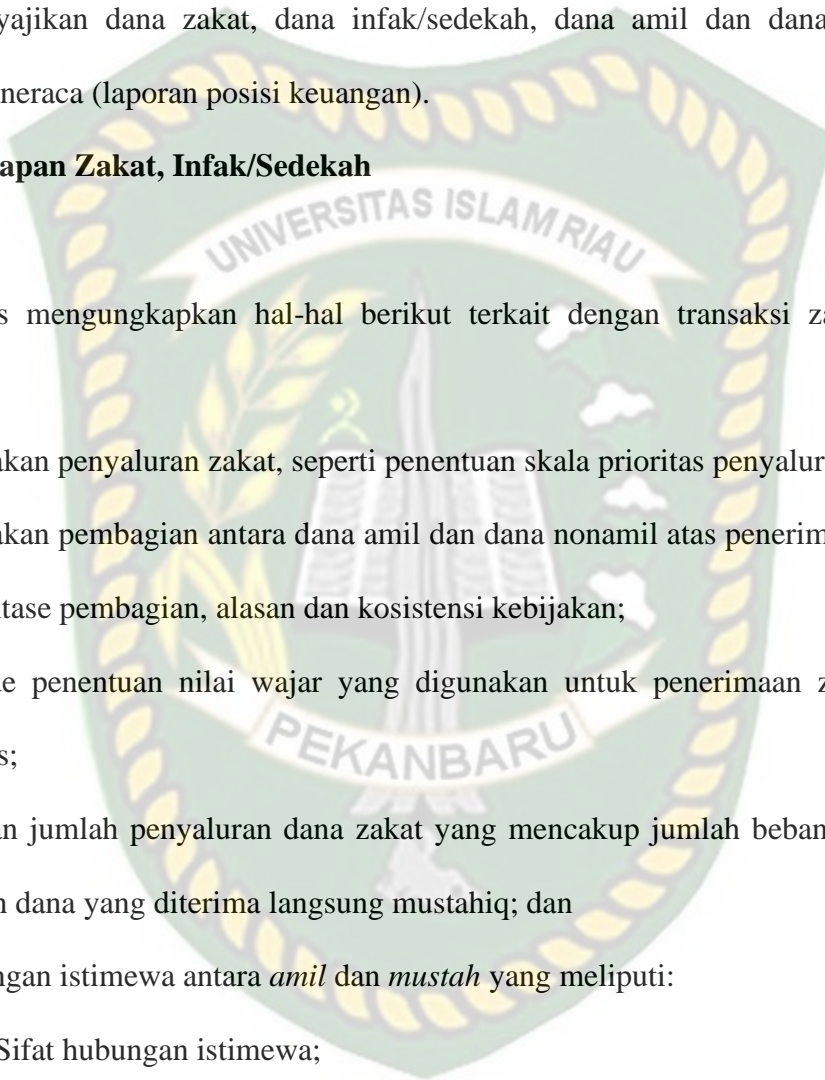 yajikan dana zakat, dana infak/sedekah, dana amil dan dana
neraca (laporan posisi keuangan).
apan Zakat, Infak/Sedekah
UNIVERSITAS ISLAM RIAU
s mengungkapkan hal-hal berikut terkait dengan transaksi za
akan penyaluran zakat, seperti penentuan skala prioritas penyalur
akan pembagian antara dana amil dan dana nonamil atas penerim
ntase pembagian, alasan dan kosistensi kebijakan;
e penentuan nilai wajar yang digunakan untuk penerimaan z
s;
PEKANBARU
an jumlah penyaluran dana zakat yang mencakup jumlah beban
n dana yang diterima langsung mustahiq; dan
ngan istimewa antara amil dan mustah yang meliputi:
Sifat hubungan istimewa;